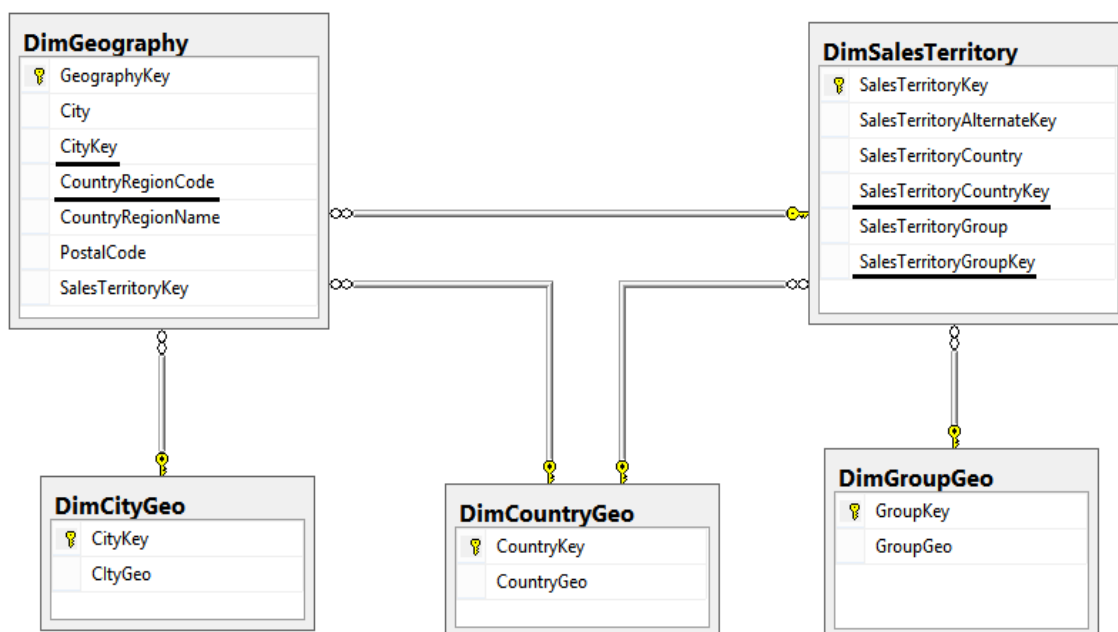 DimGeography
GeographyKey
City
CityKey
CountryRegionCode
CountryRegionName
PostalCode
SalesTerritoryKey
DimSalesTerritory
SalesTerritoryKey
SalesTerritoryAlternateKey
SalesTerritoryCountry
SalesTerritoryCountryKey
SalesTerritoryGroup
SalesTerritoryGroupKey
DimCityGeo
CityKey
CItyGeo
DimCountryGeo
CountryKey
CountryGeo
DimGroupGeo
GroupKey
GroupGeo